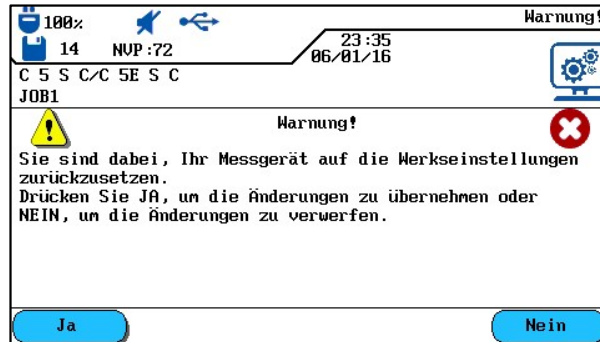 100% Warnung!
14 NVP:72 23:35
06/01/16
C 5 S C/C 5E S C
JOB1
Warnung!
Sie sind dabei, Ihr Messgerät auf die Werkseinstellungen
zurückzusetzen.
Drücken Sie JA, um die Änderungen zu übernehmen oder
NEIN, um die Änderungen zu verwerfen.
Ja Nein